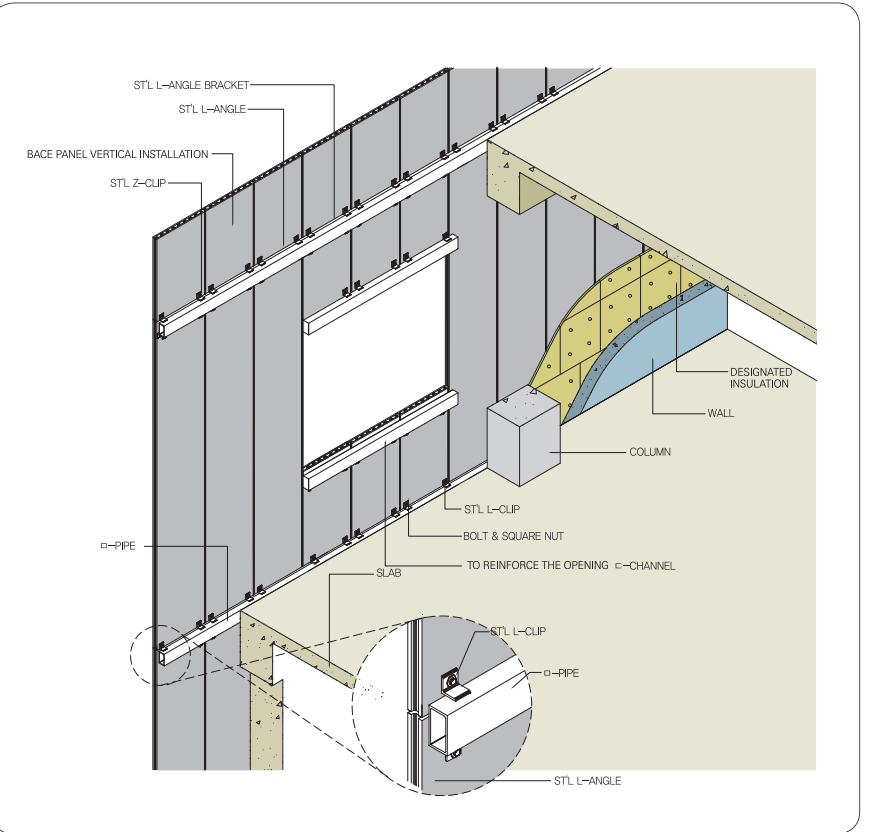 ST'L L-ANGLE BRACKET
ST'L L-ANGLE
BACE PANEL VERTICAL INSTALLATION
ST'L Z-CLIP
DESIGNATED
INSULATION
WALL
COLUMN
ST'L L-CLIP
BOLT & SQUARE NUT
□-PIPE
TO REINFORCE THE OPENING ㄷ-CHANNEL
SLAB
ST'L L-CLIP
□-PIPE
ST'L L-ANGLE